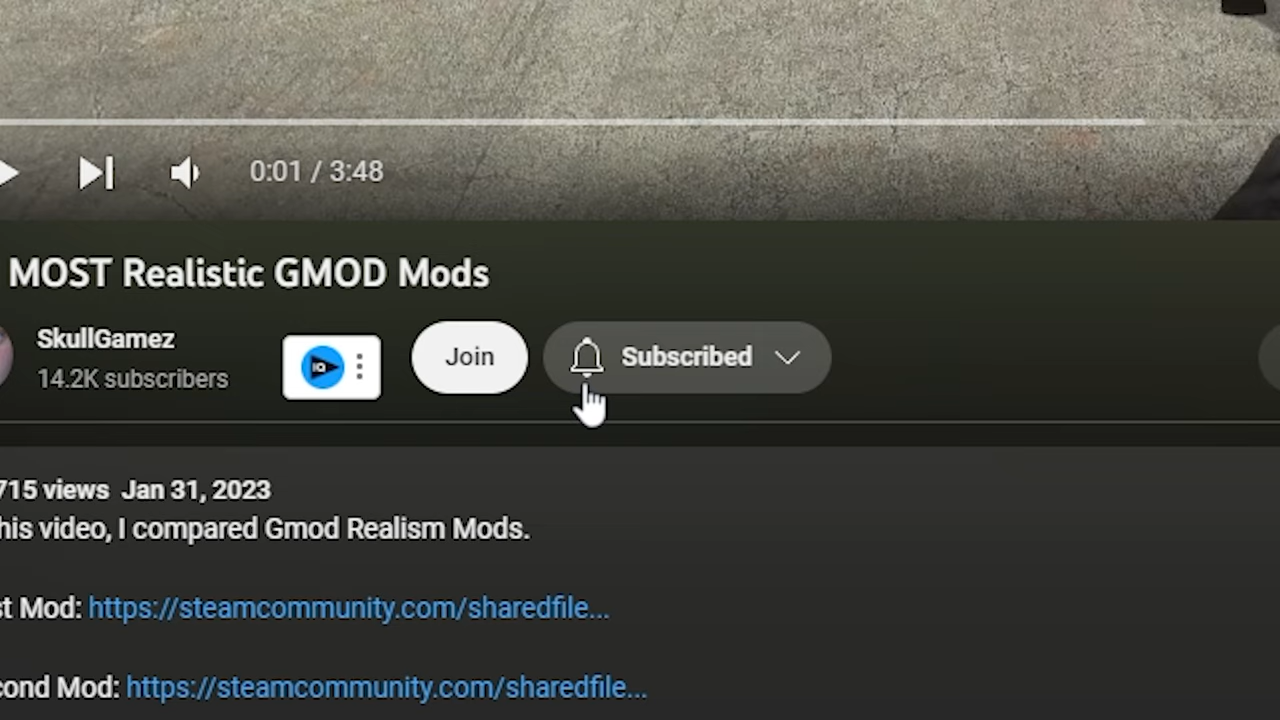 0:01 / 3:48
MOST Realistic GMOD Mods
SkullGamez
14.2K subscribers
IQ
Join
Subscribed
715 views Jan 31, 2023
his video, I compared Gmod Realism Mods.
st Mod: https://steamcommunity.com/sharedfile...
cond Mod: https://steamcommunity.com/sharedfile...